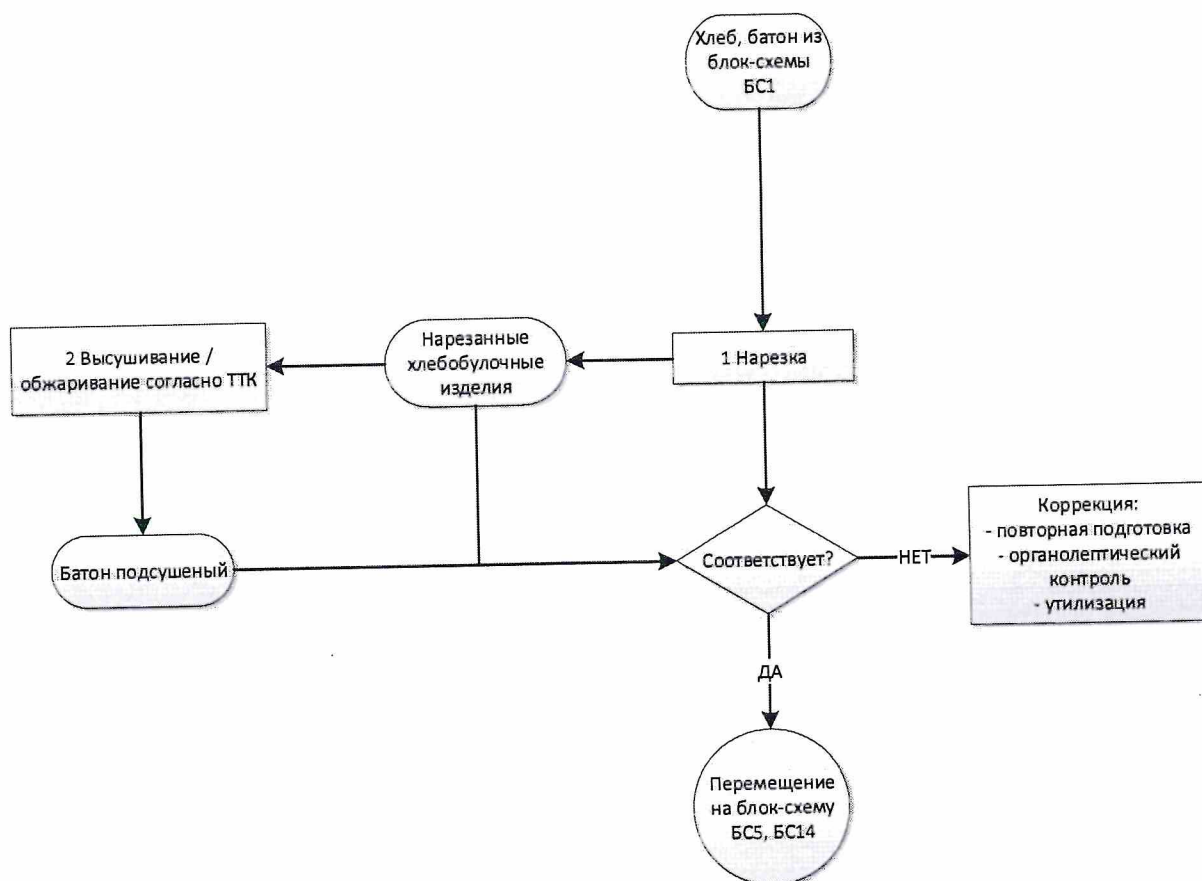 Хлеб, батон из
блок-схемы
БС1
2 Высушивание /
обжаривание согласно ТТК
Нарезанные
хлебобулочные
изделия
1 Нарезка
Батон подсушеный
Соответствует?
НЕТ
Коррекция:
- повторная подготовка
- органолептический
контроль
- утилизация
ДА
Перемещение
на блок-схему
БС5, БС14